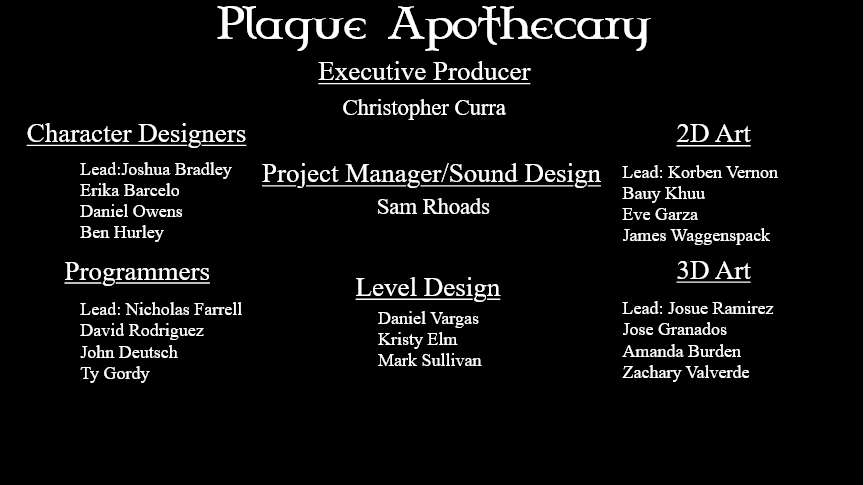 Plague Apothecary
Executive Producer
Christopher Curra
Character Designers
Lead:Joshua Bradley
Erika Barcelo
Daniel Owens
Ben Hurley
Project Manager/Sound Design
Sam Rhoads
2D Art
Lead: Korben Vernon
Bauy Khuu
Eve Garza
James Waggenspack
Programmers
Lead: Nicholas Farrell
David Rodriguez
John Deutsch
Ty Gordy
Level Design
Daniel Vargas
Kristy Elm
Mark Sullivan
3D Art
Lead: Josue Ramirez
Jose Granados
Amanda Burden
Zachary Valverde